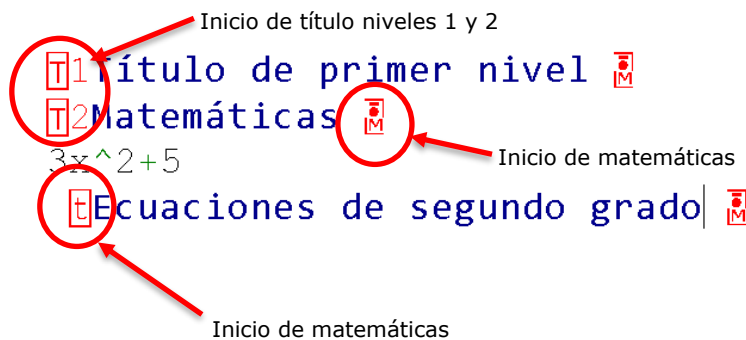 Inicio de título niveles 1 y 2
T1Título de primer nivel M
T2Matemáticas M
3x^2+5
Inicio de matemáticas
tEcuaciones de segundo grado M
Inicio de matemáticas